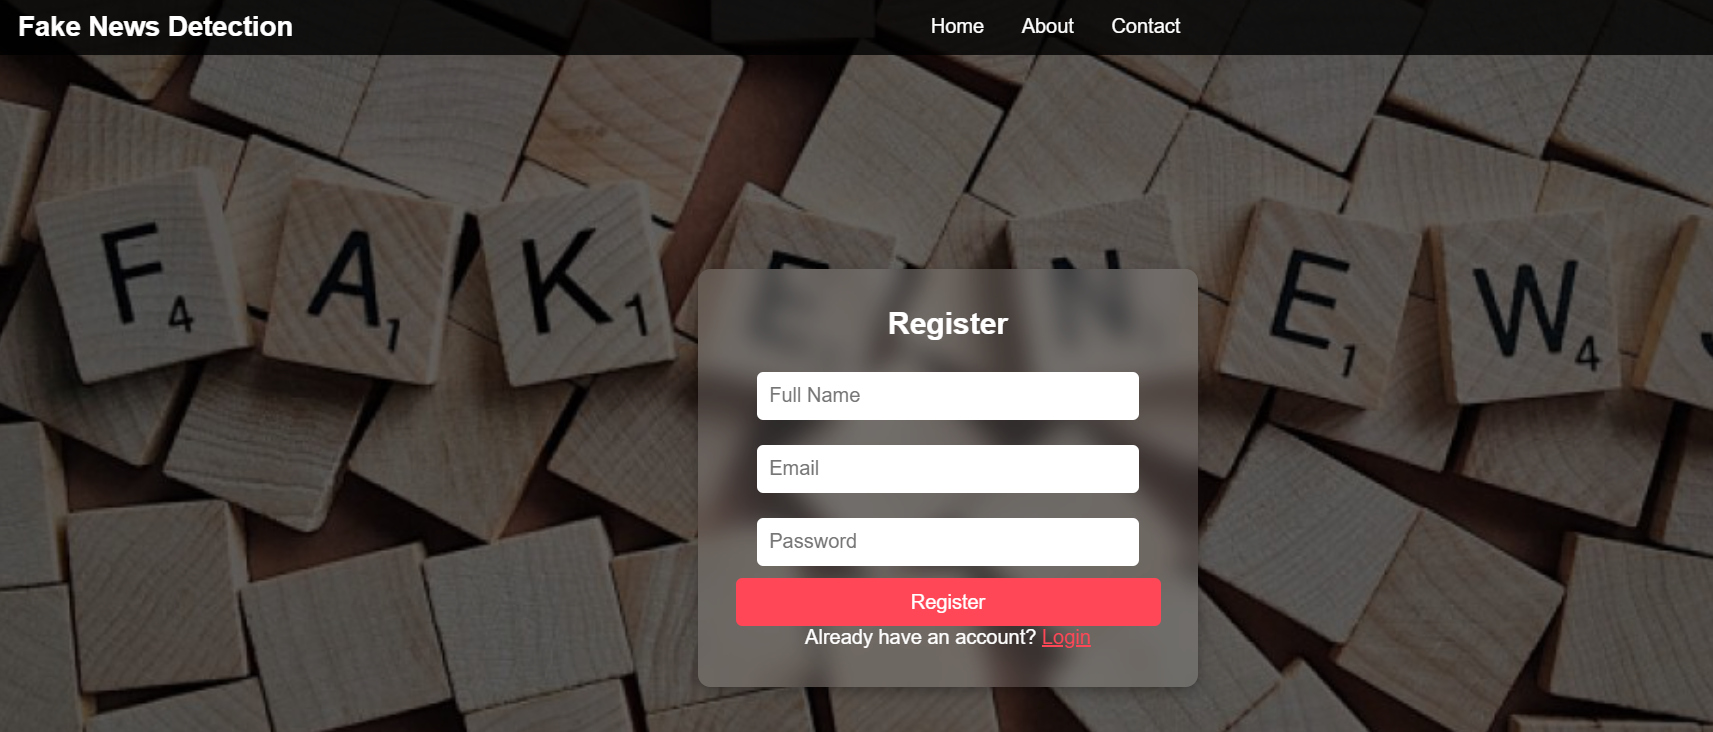 Fake News Detection Home About Contact
F4 A1 K1 E N E1 W4
Register
Full Name
Email
Password
Register
Already have an account? Login